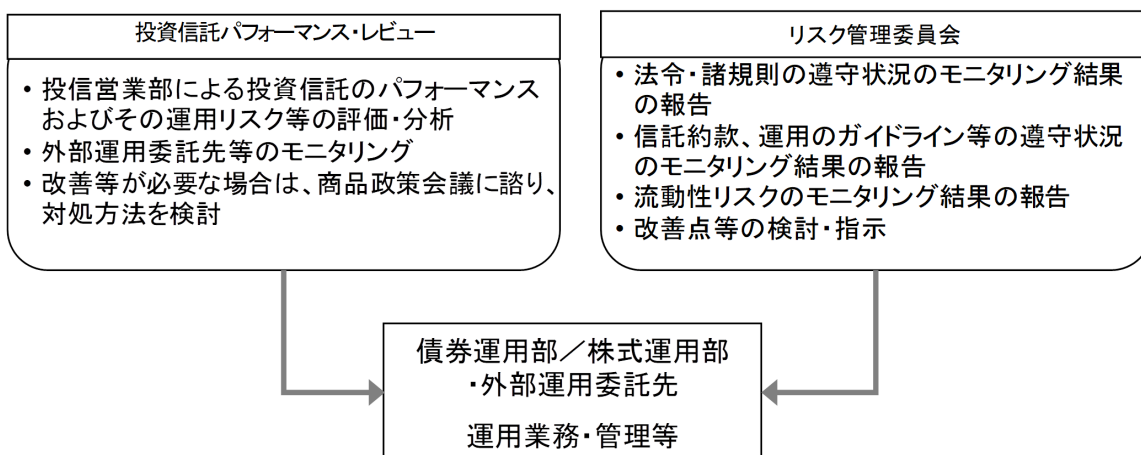 投資信託パフォーマンス・レビュー
• 投信営業部による投資信託のパフォーマンス
およびその運用リスク等の評価・分析
• 外部運用委託先等のモニタリング
• 改善等が必要な場合は、商品政策会議に諮り、
対処方法を検討
リスク管理委員会
• 法令・諸規則の遵守状況のモニタリング結果
の報告
• 信託約款、運用のガイドライン等の遵守状況
のモニタリング結果の報告
• 流動性リスクのモニタリング結果の報告
• 改善点等の検討・指示
債券運用部／株式運用部
・外部運用委託先
運用業務・管理等